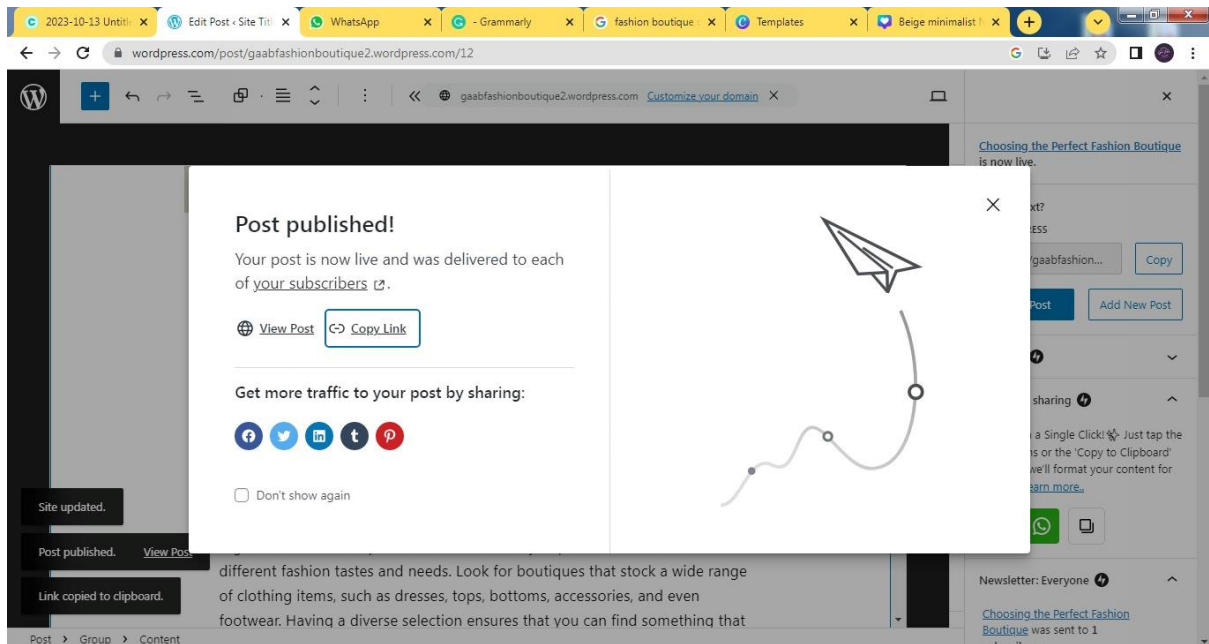 2023-10-13 Untitl
Edit Post ‹ Site Titl
WhatsApp
- Grammarly
fashion boutique
Templates
Beige minimalist
wordpress.com/post/gaabfashionboutique2.wordpress.com/12
gaabfashionboutique2.wordpress.com Customize your domain
Choosing the Perfect Fashion Boutique
is now live.
Post published!
Your post is now live and was delivered to each
of your subscribers.
View Post Copy Link
Get more traffic to your post by sharing:
Don't show again
xt?
ESS
/gaabfashion... Copy
Post Add New Post
sharing
a Single Click! Just tap the
ns or the 'Copy to Clipboard'
we'll format your content for
earn more..
Site updated.
Post published. View Post
Link copied to clipboard.
different fashion tastes and needs. Look for boutiques that stock a wide range
of clothing items, such as dresses, tops, bottoms, accessories, and even
footwear. Having a diverse selection ensures that you can find something that
Newsletter: Everyone
Choosing the Perfect Fashion
Boutique was sent to 1
Post › Group › Content